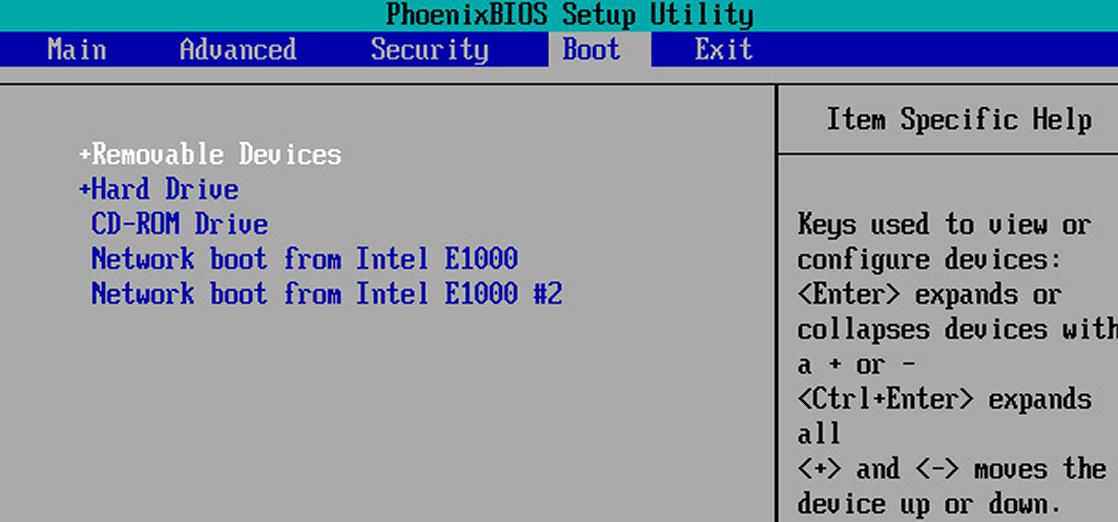 PhoenixBIOS Setup Utility
Main Advanced Security Boot Exit
+Removable Devices
+Hard Drive
CD-ROM Drive
Network boot from Intel E1000
Network boot from Intel E1000 #2
Item Specific Help
Keys used to view or
configure devices:
<Enter> expands or
collapses devices with
a + or -
<Ctrl+Enter> expands
all
<+> and <-> moves the
device up or down.